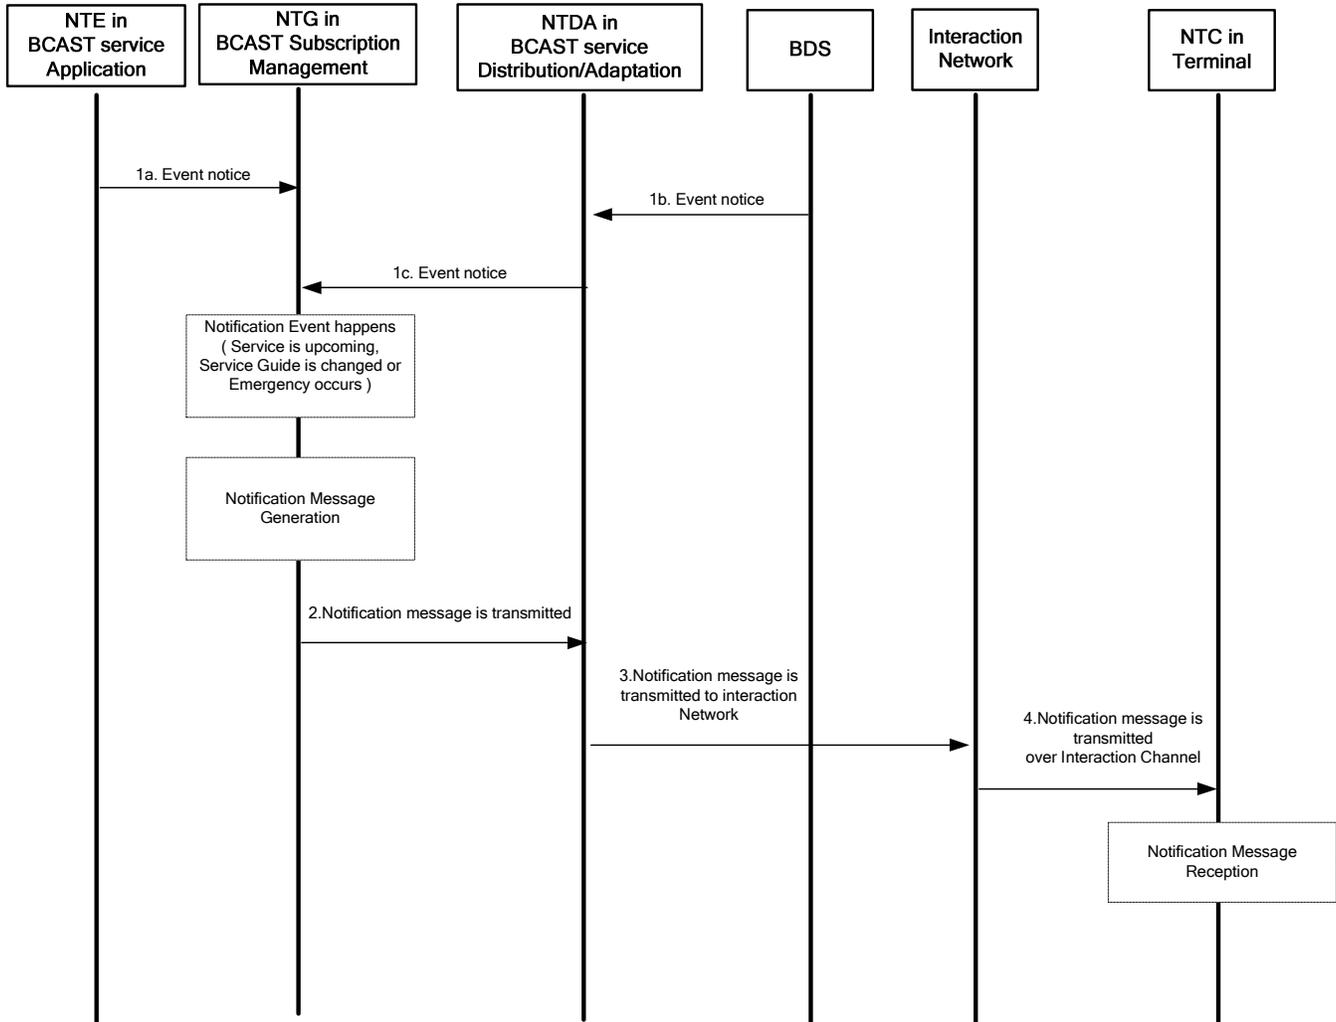 NTE in
BCAST service
Application
NTG in
BCAST Subscription
Management
NTDA in
BCAST service
Distribution/Adaptation
BDS
Interaction
Network
NTC in
Terminal
1a. Event notice
1b. Event notice
1c. Event notice
Notification Event happens
( Service is upcoming,
Service Guide is changed or
Emergency occurs )
Notification Message
Generation
2.Notification message is transmitted
3.Notification message is
transmitted to interaction
Network
4.Notification message is
transmitted
over Interaction Channel
Notification Message
Reception